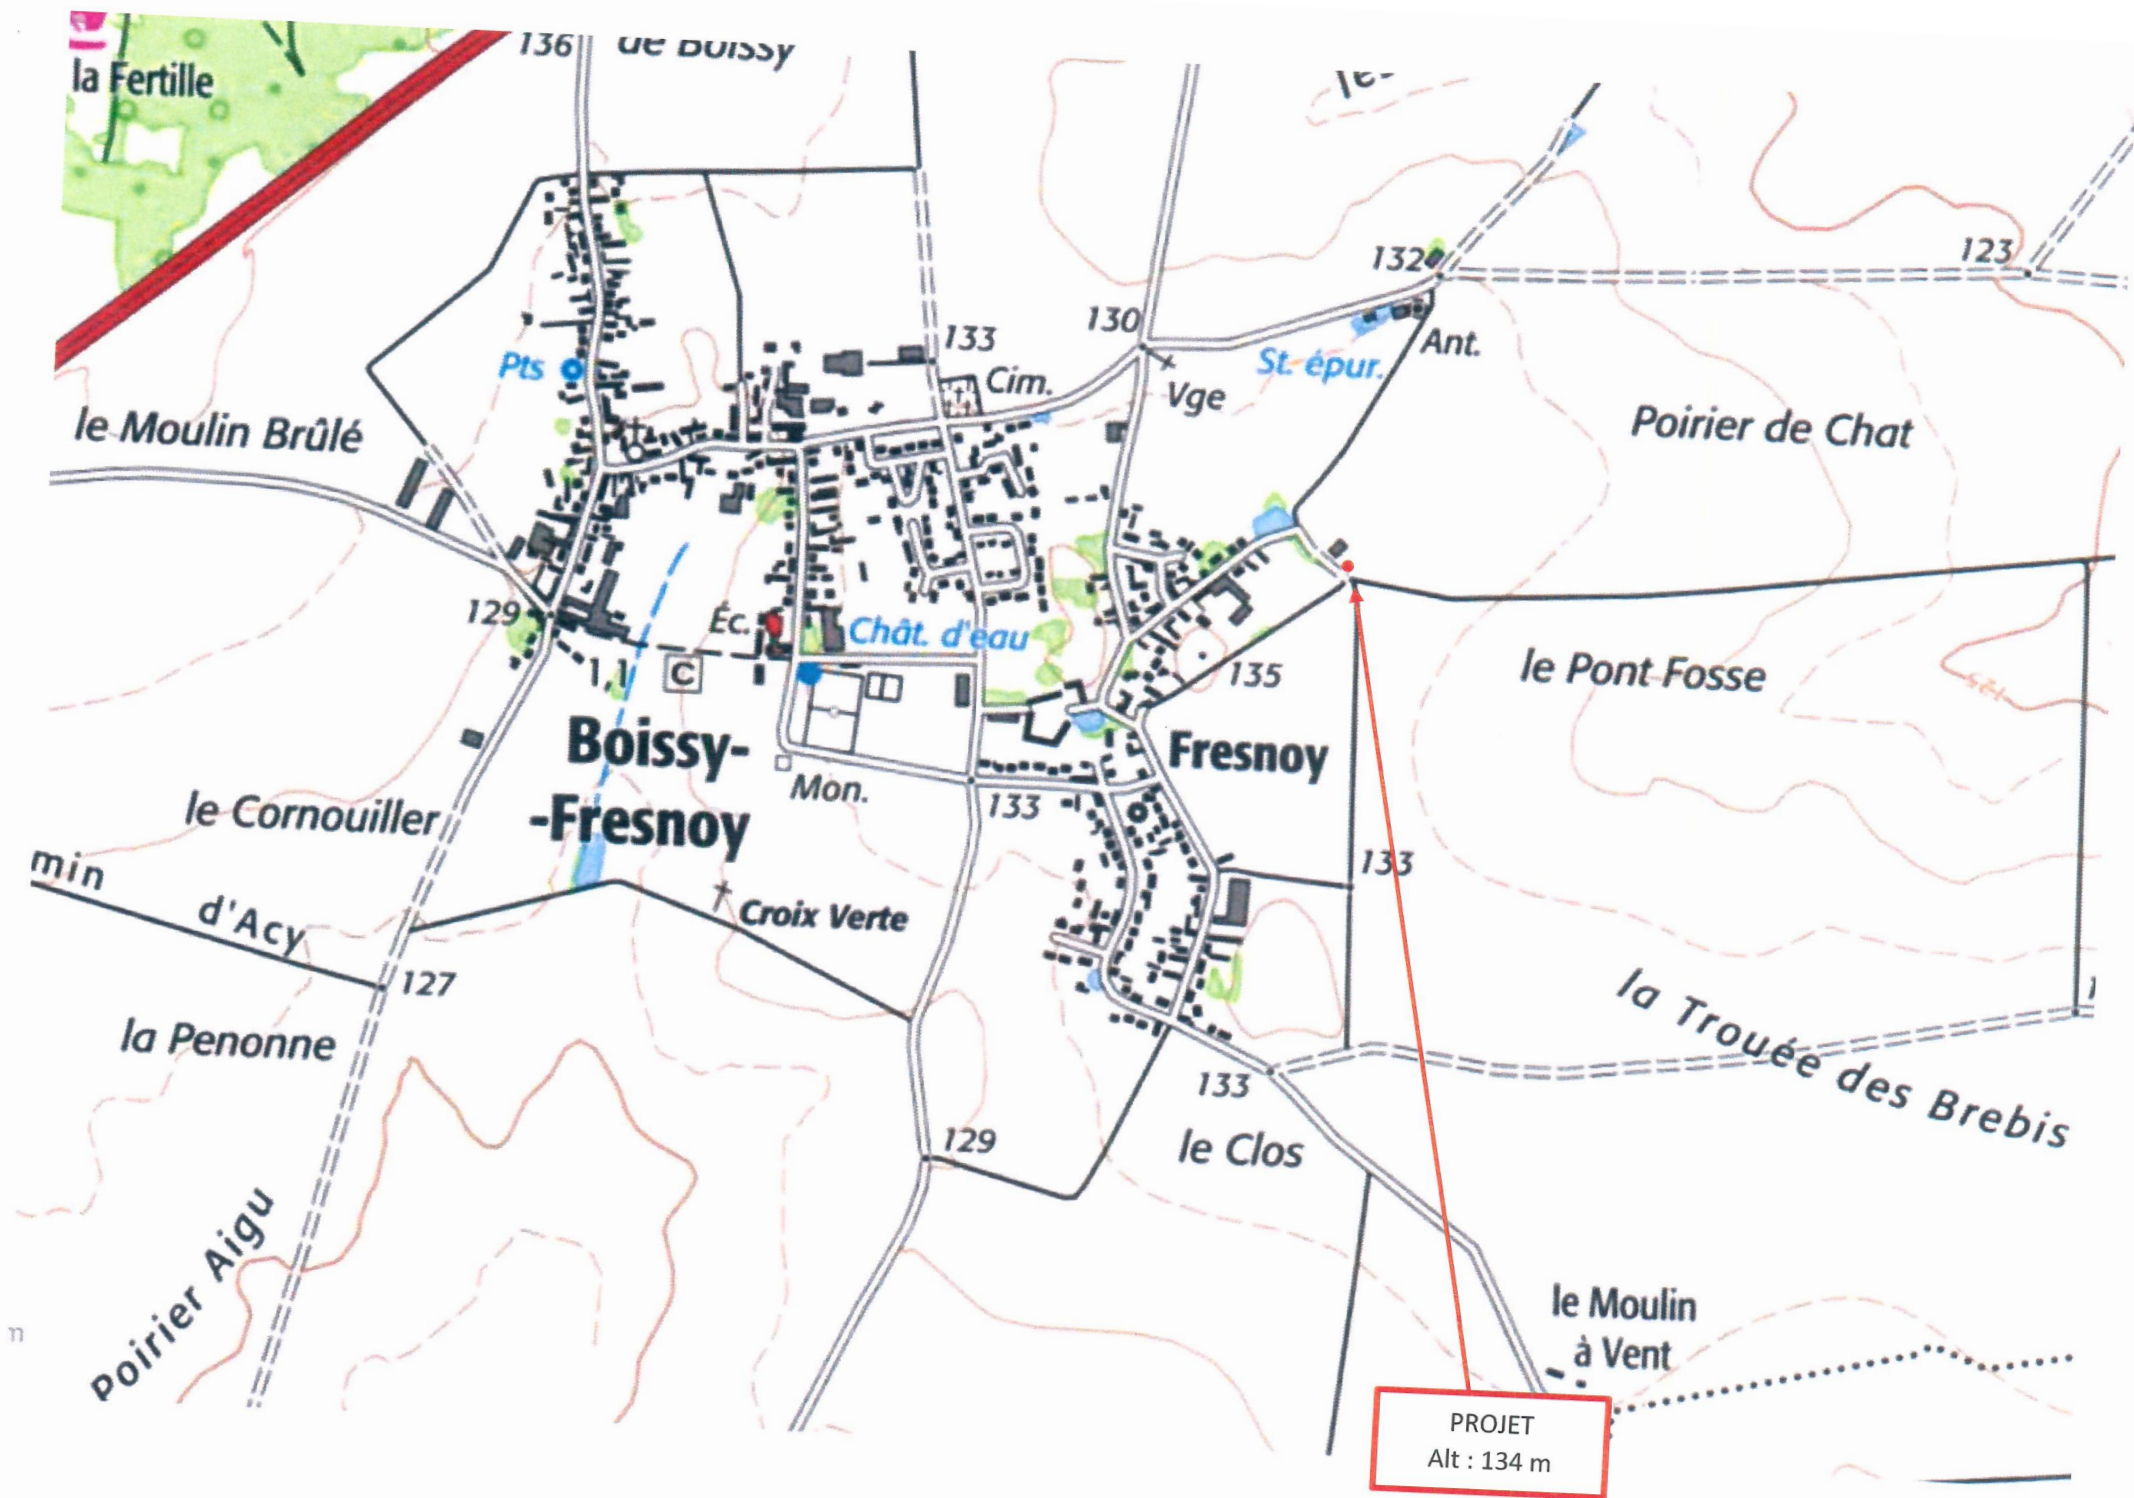 136
de Boissy
la Fertille
132
123
130
133
Ant.
Pts
Cim.
St. épur.
Vge
le Moulin Brûlé
Poirier de Chat
129
Éc.
Chât. d'eau
1,1
C
135
le Pont Fosse
125
Boissy-
-Fresnoy
Fresnoy
Mon.
133
le Cornouiller
133
min
d'Acy
Croix Verte
127
la Trouée des Brebis
la Penonne
133
129
le Clos
Poirier Aigu
le Moulin
à Vent
PROJET
Alt : 134 m